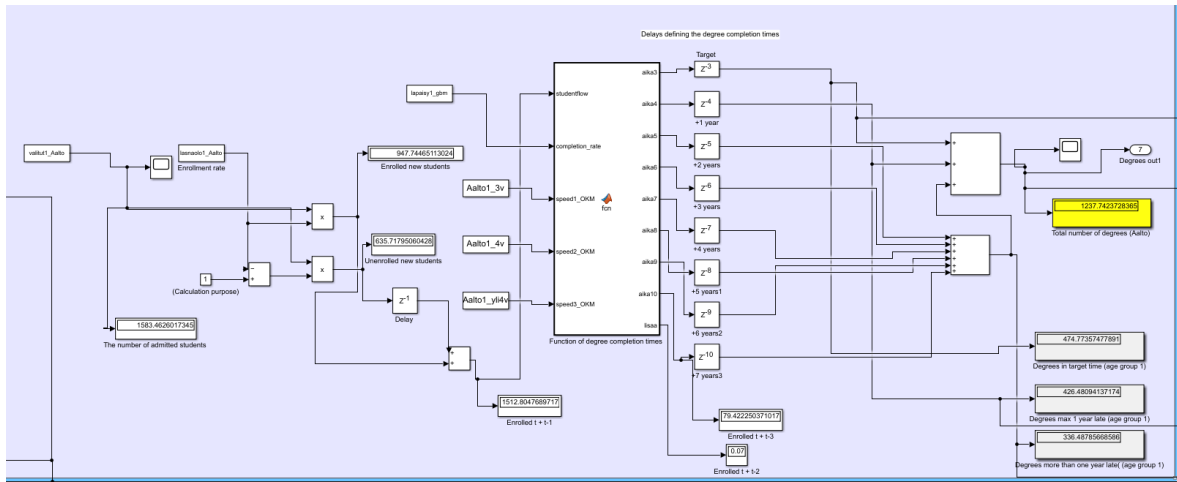 Delays defining the degree completion times
Target
Z-3
aika3
lapaisy1_gbm
studentflow
aika4
Z-4
+1 year
aika5
Z-5
+2 years
completion_rate
valitut1_Aalto
lasnaolo1_Aalto
Enrollment rate
947.74465113024
Enrolled new students
aika6
Z-6
+3 years
7
Degrees out1
Aalto1_3v
speed1_OKM
fcn
aika7
Z-7
+4 years
1237.7423728365
Total number of degrees (Aalto)
x
635.71795060428
Unenrolled new students
Aalto1_4v
speed2_OKM
aika8
Z-8
+5 years1
x
1
(Calculation purpose)
aika9
Z-9
+6 years2
Z-1
Delay
Aalto1_yli4v
speed3_OKM
aika10
lisaa
Function of degree completion times
1583.4626017345
The number of admitted students
Z-10
+7 years3
474.77357477891
Degrees in target time (age group 1)
1512.8047689717
Enrolled t + t-1
79.422250371017
Enrolled t + t-3
426.48094137174
Degrees max 1 year late (age group 1)
0.07
Enrolled t + t-2
336.48785668586
Degrees more than one year late( (age group 1)